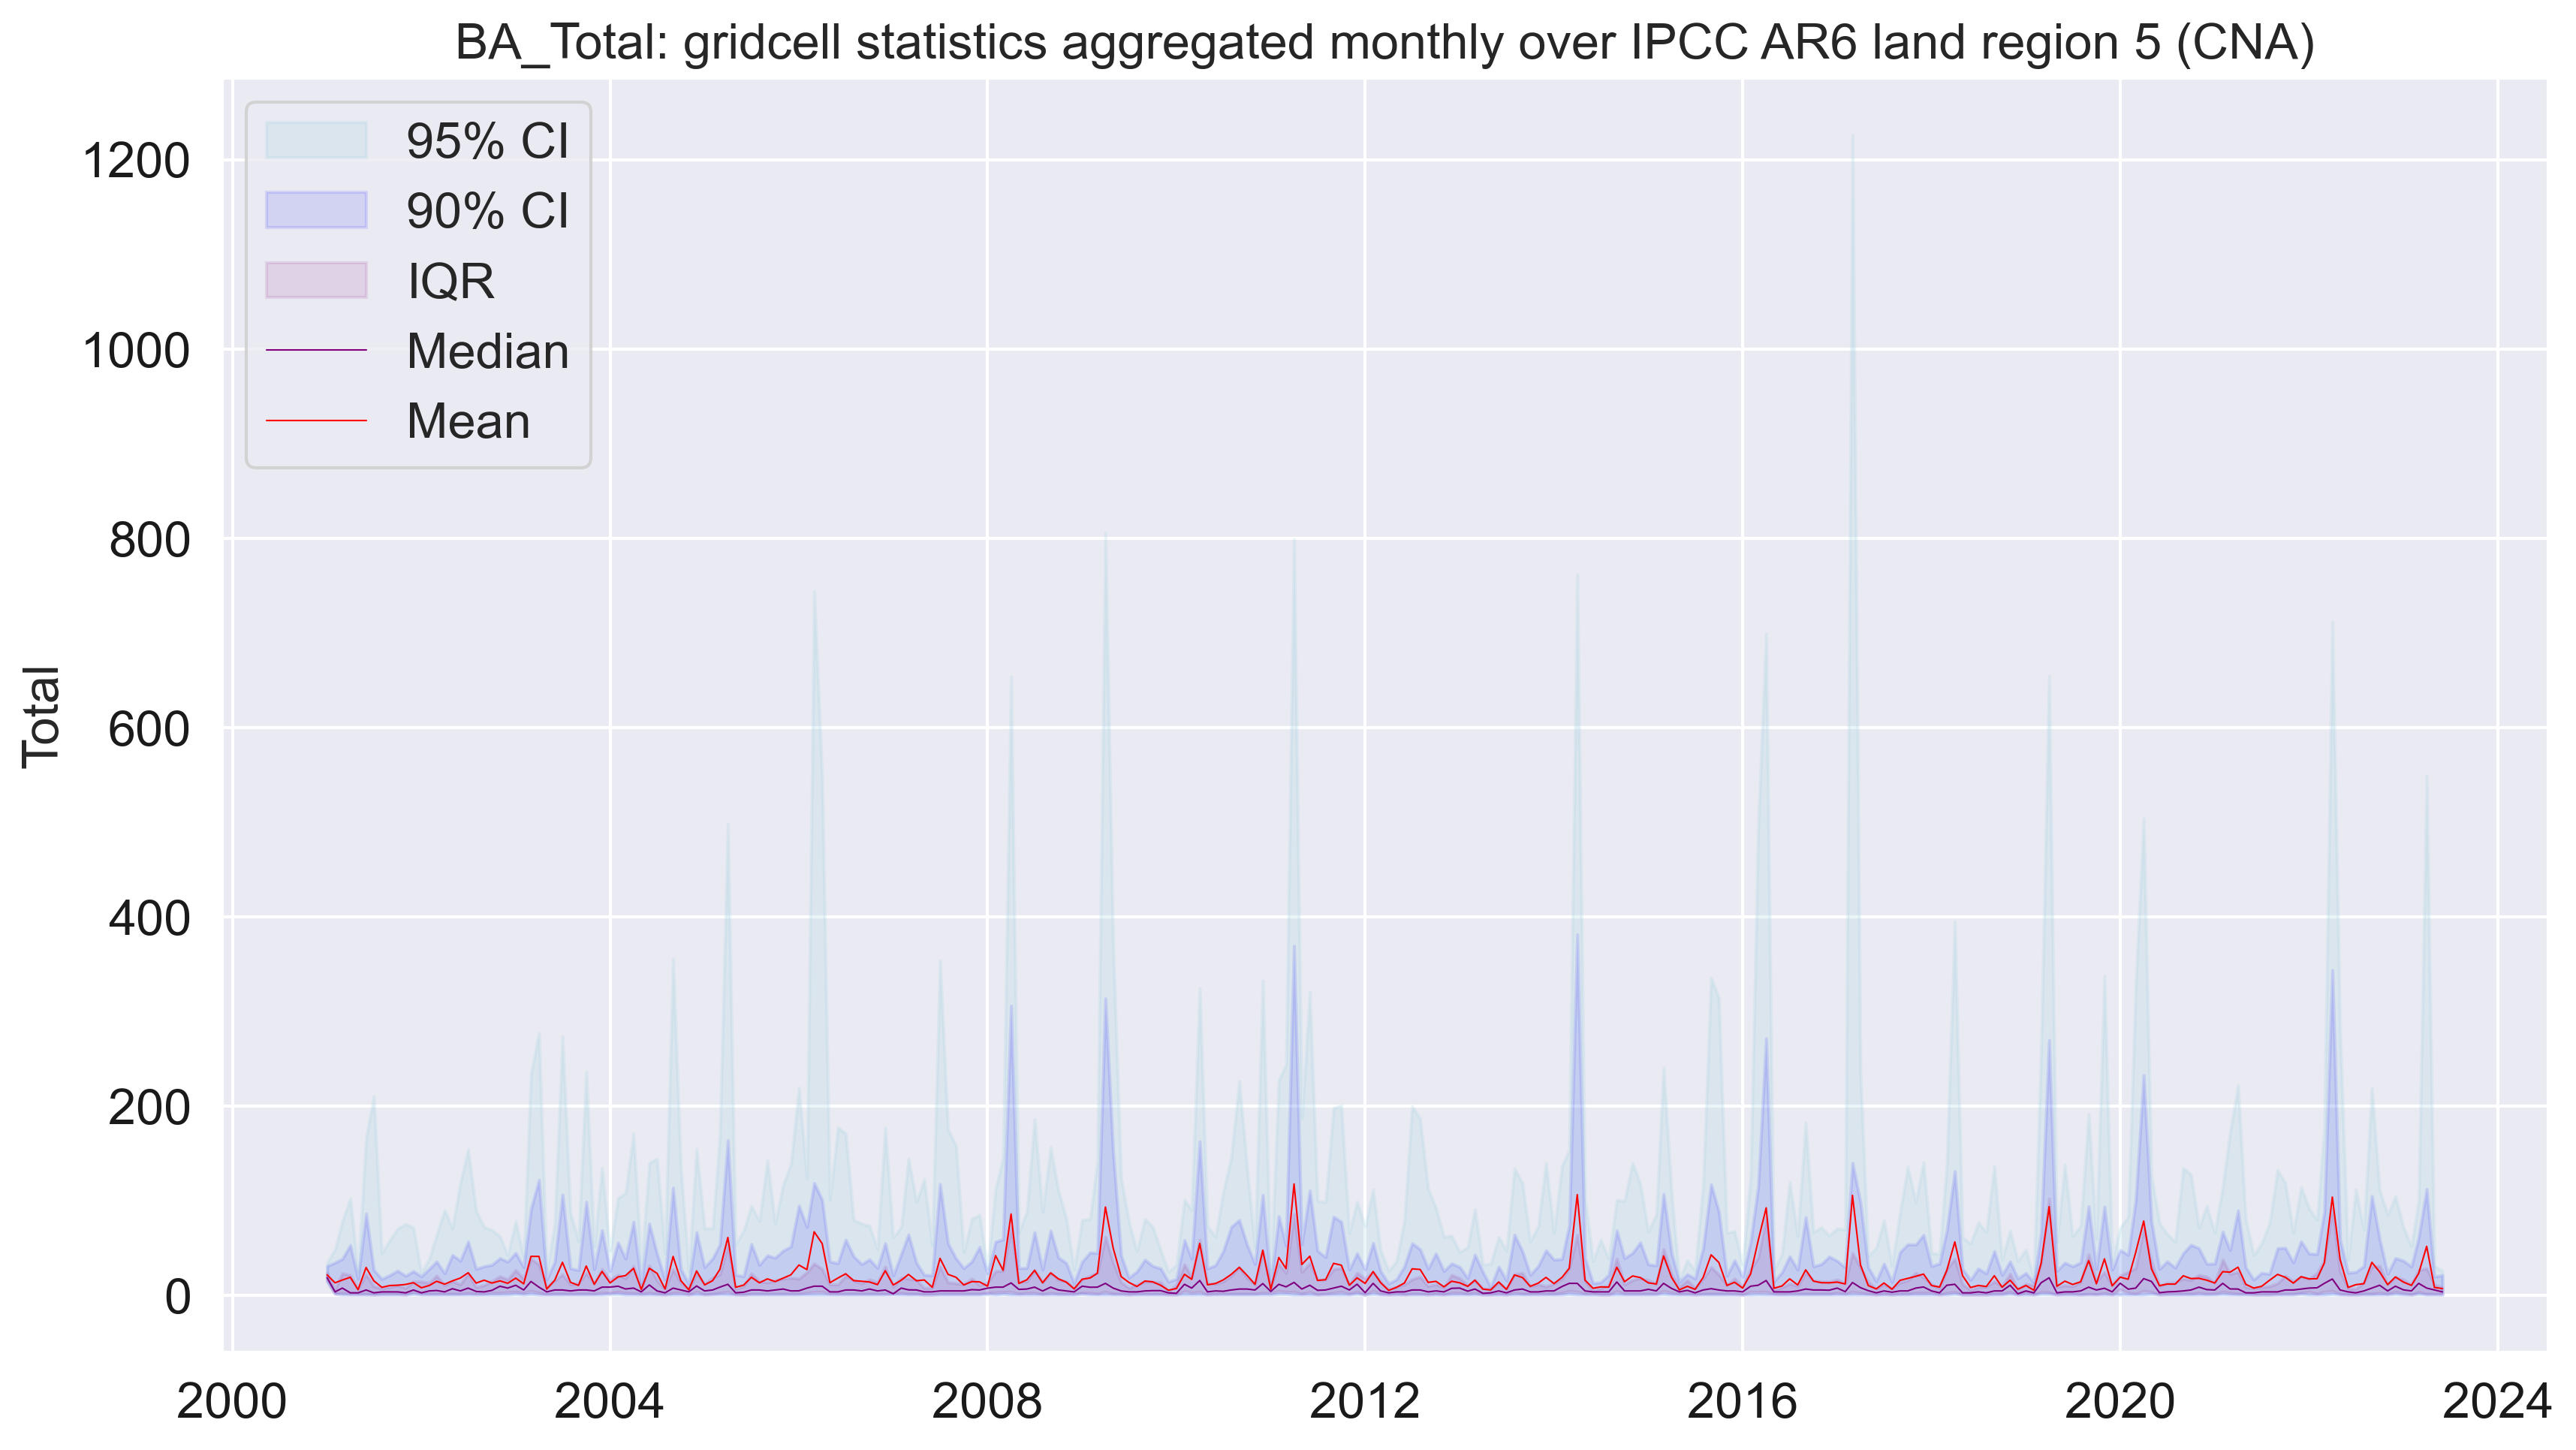 BA_Total: gridcell statistics aggregated monthly over IPCC AR6 land region 5 (CNA)
95% CI
90% CI
IQR
Median
Mean
Total
1200
1000
800
600
400
200
0
2000 2004 2008 2012 2016 2020 2024